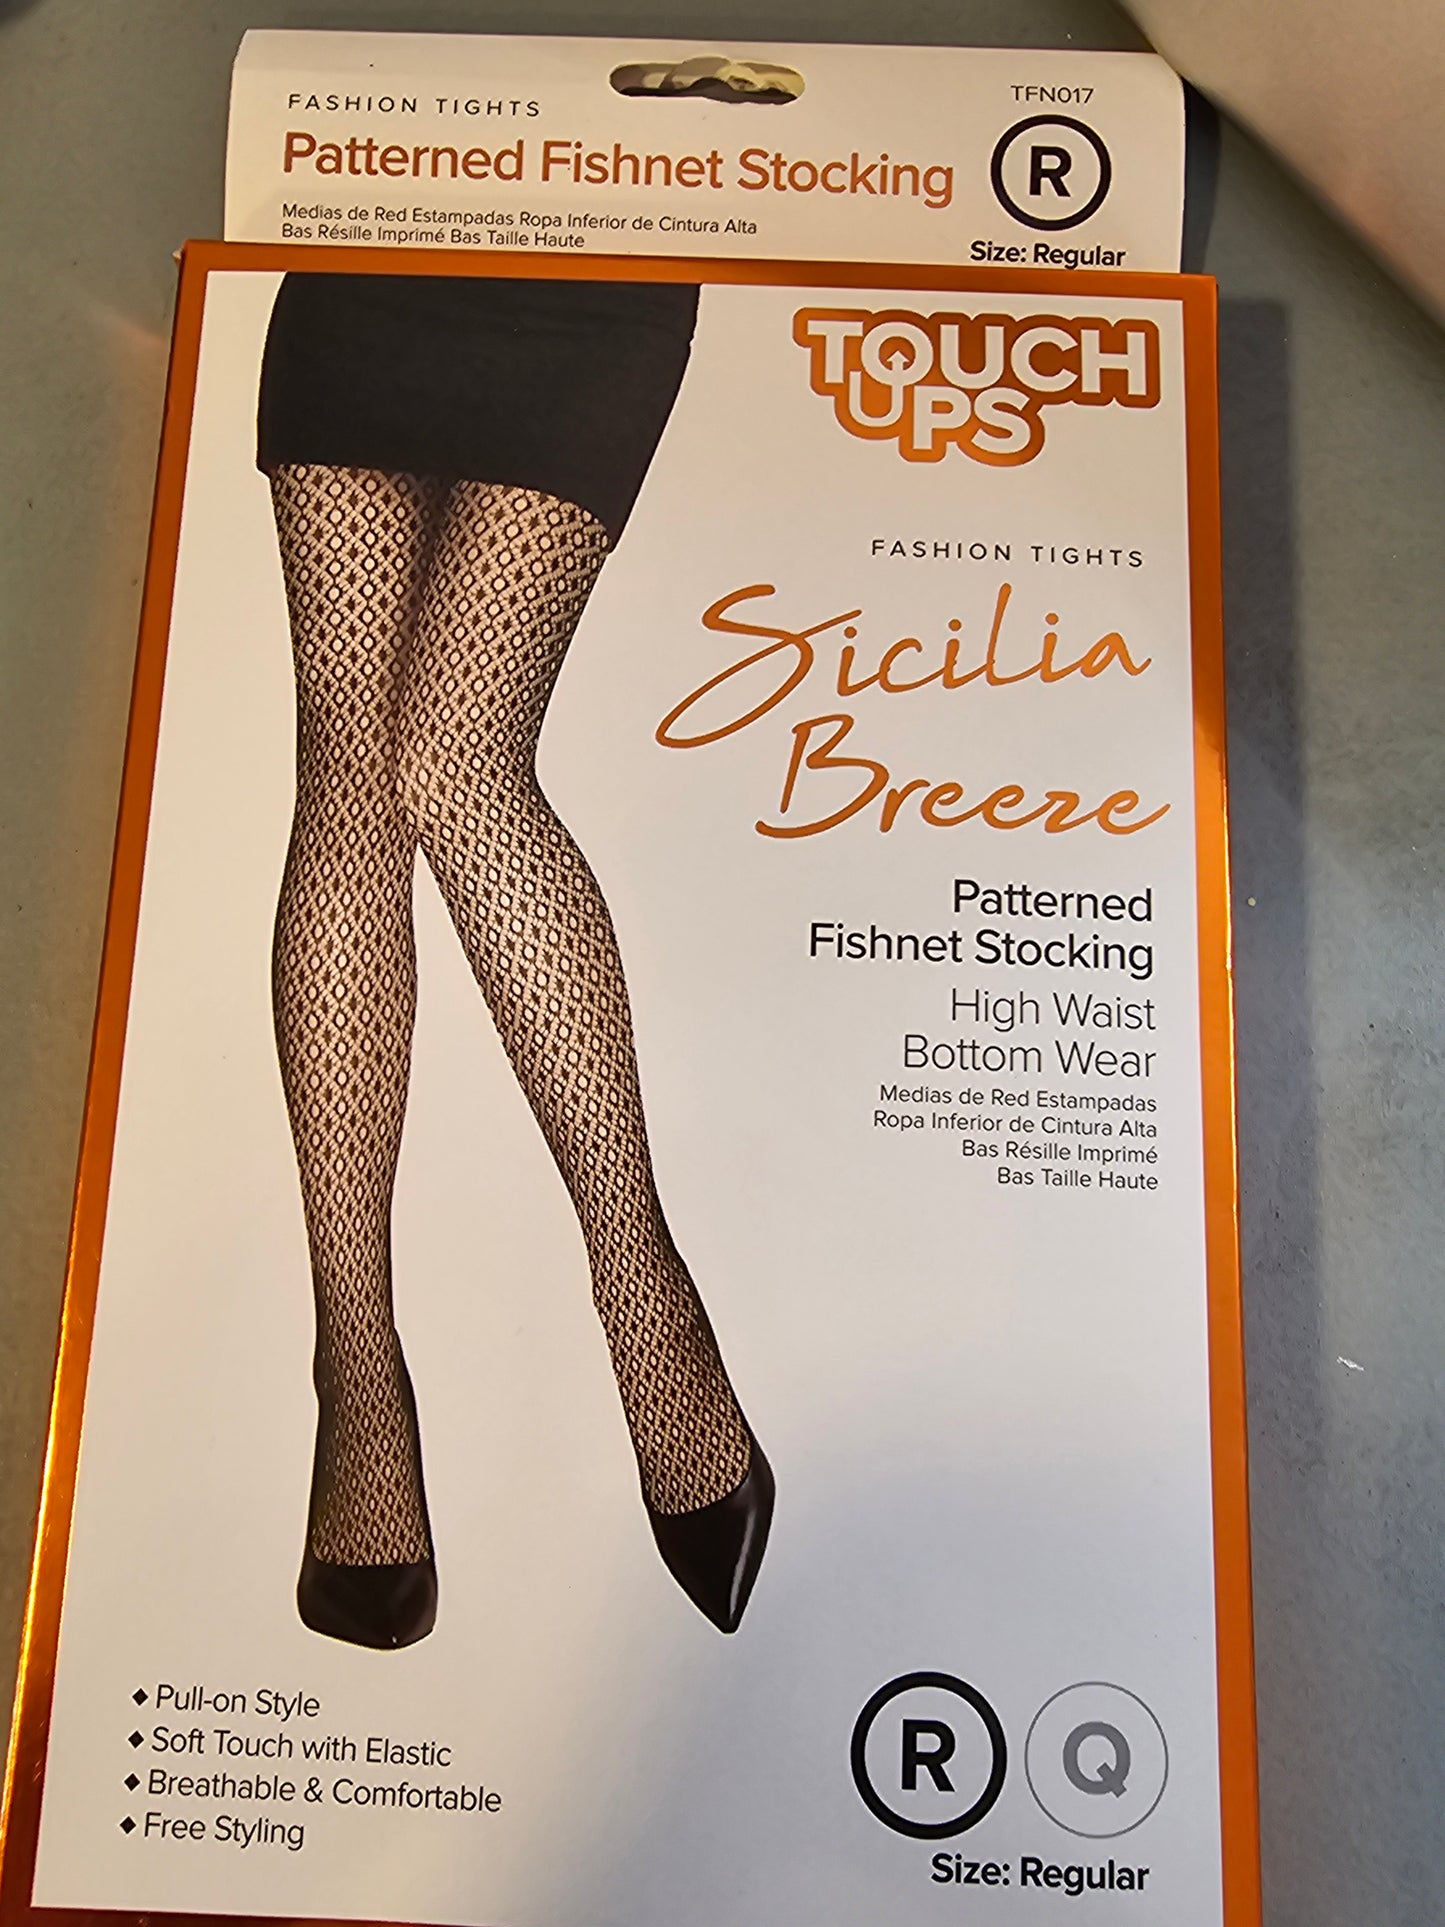 FASHION TIGHTS
Patterned Fishnet Stocking
Medias de Red Estampadas Ropa Inferior de Cintura Alta
Bas Résille Imprimé Bas Taille Haute
TFN017
R
Size: Regular
TOUCH
UPS
FASHION TIGHTS
Sicilia
Breeze
Patterned
Fishnet Stocking
High Waist
Bottom Wear
Medias de Red Estampadas
Ropa Inferior de Cintura Alta
Bas Résille Imprimé
Bas Taille Haute
◆ Pull-on Style
◆ Soft Touch with Elastic
◆ Breathable & Comfortable
◆ Free Styling
R Q
Size: Regular